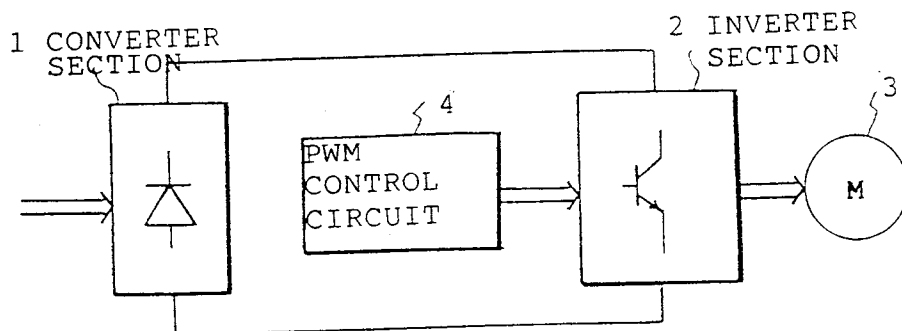 1 CONVERTER
SECTION
2 INVERTER
SECTION
3
4
PWM
CONTROL
CIRCUIT
M